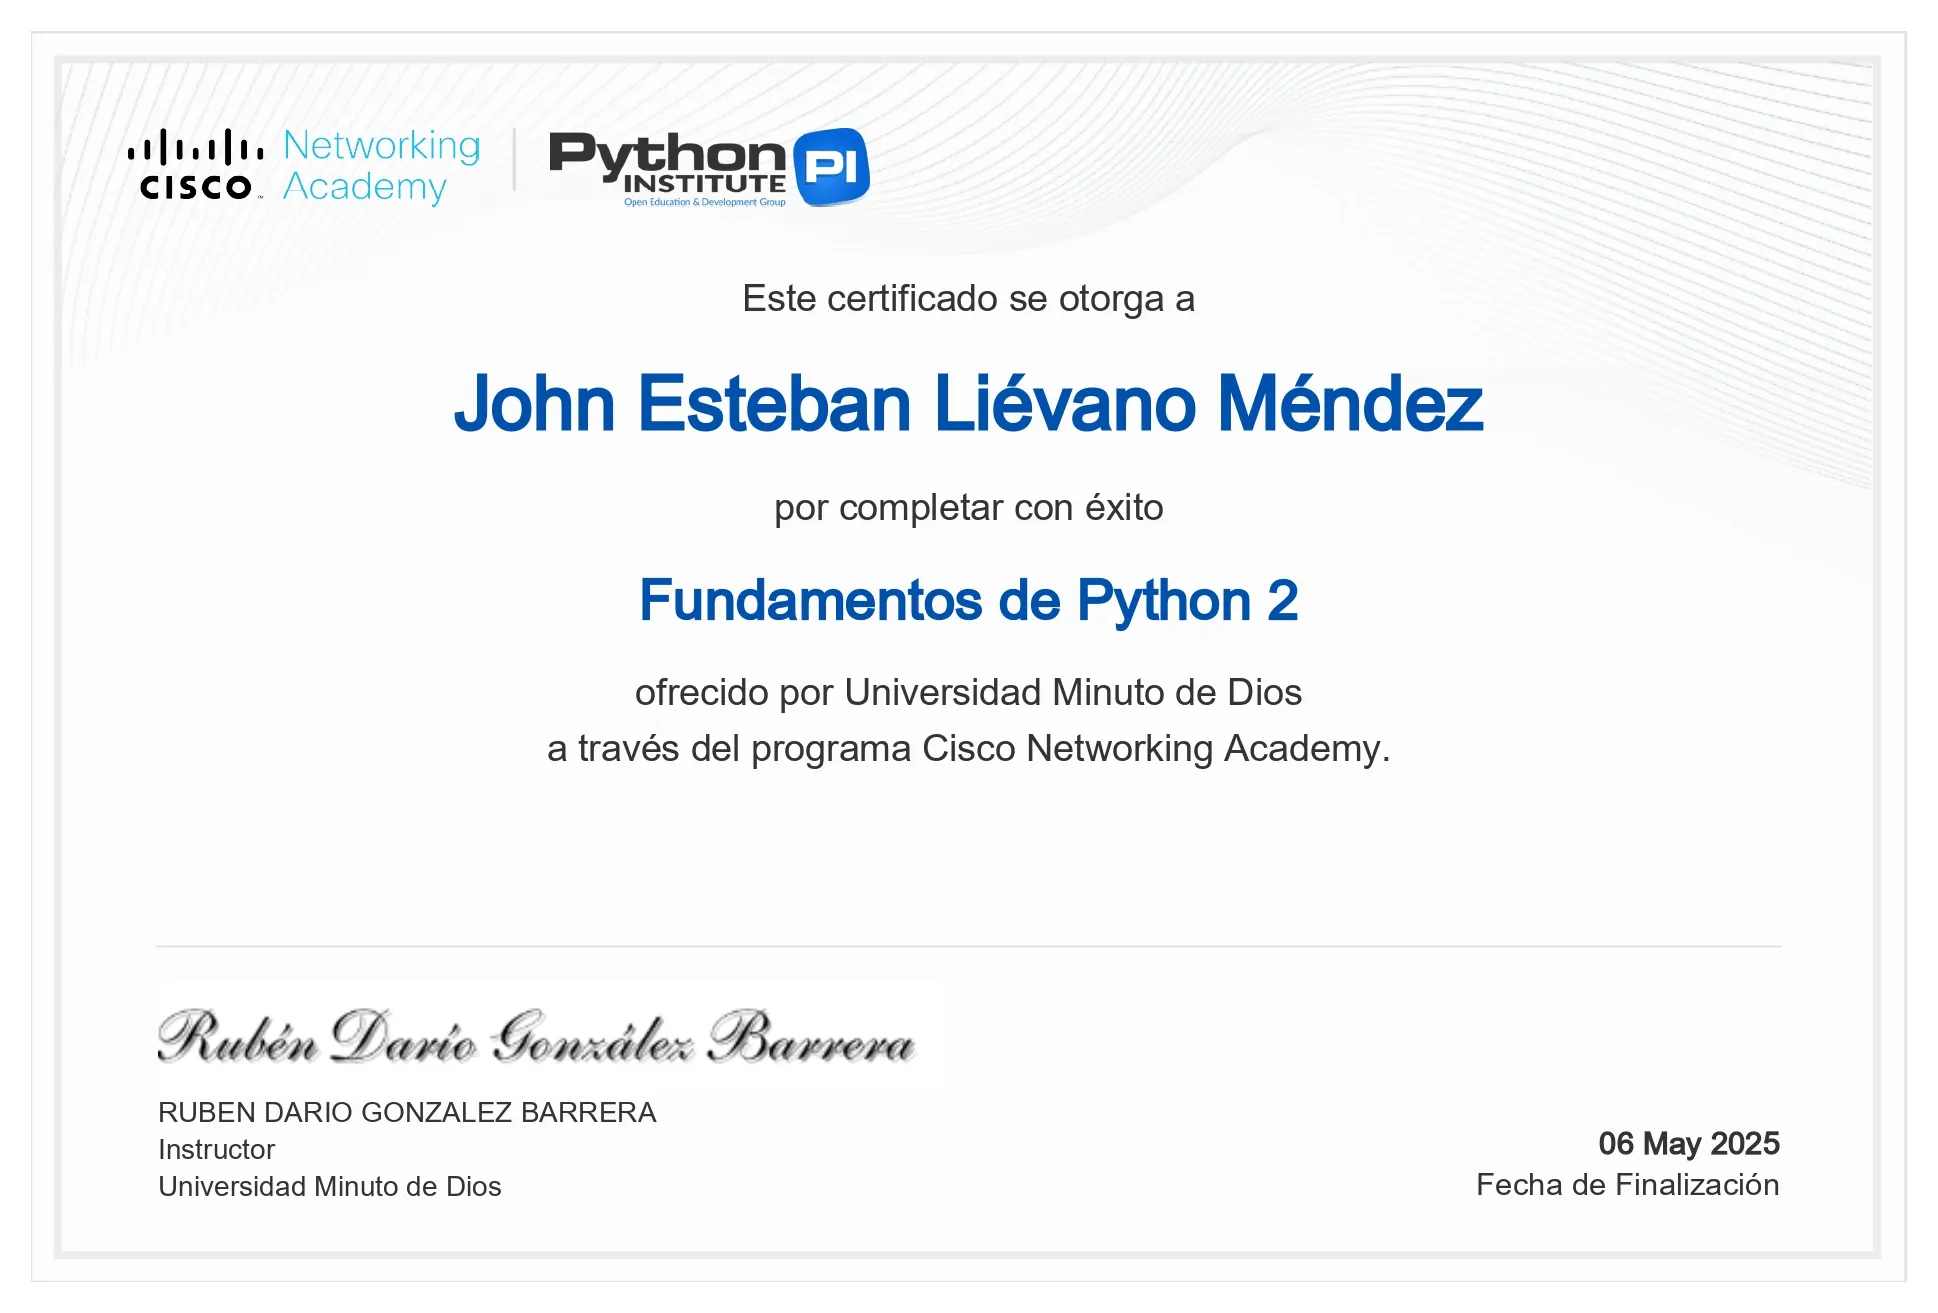 CISCO™ Networking Academy
Python INSTITUTE
Open Education & Development Group
PI
Este certificado se otorga a
John Esteban Liévano Méndez
por completar con éxito
Fundamentos de Python 2
ofrecido por Universidad Minuto de Dios
a través del programa Cisco Networking Academy.
Rubén Darío González Barrera
RUBEN DARIO GONZALEZ BARRERA
Instructor
Universidad Minuto de Dios
06 May 2025
Fecha de Finalización